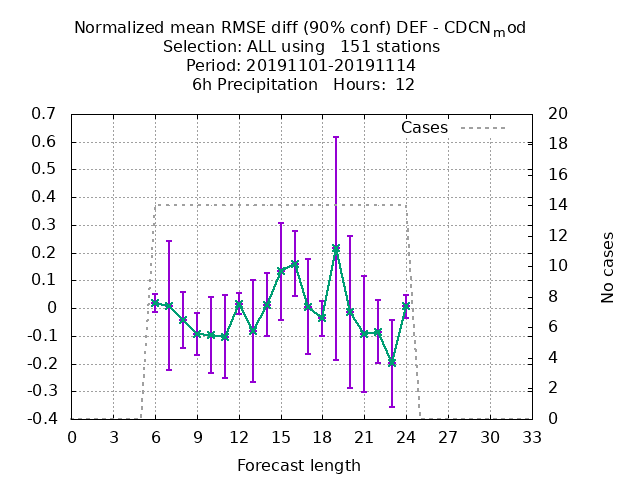 Normalized mean RMSE diff (90% conf) DEF - CDCNmod
Selection: ALL using   151 stations
Period: 20191101-20191114
6h Precipitation   Hours:  12
Cases
0.7
0.6
0.5
0.4
0.3
0.2
0.1
0
-0.1
-0.2
-0.3
-0.4
20
18
16
14
12
10
8
6
4
2
0
No cases
0 3 6 9 12 15 18 21 24 27 30 33
Forecast length